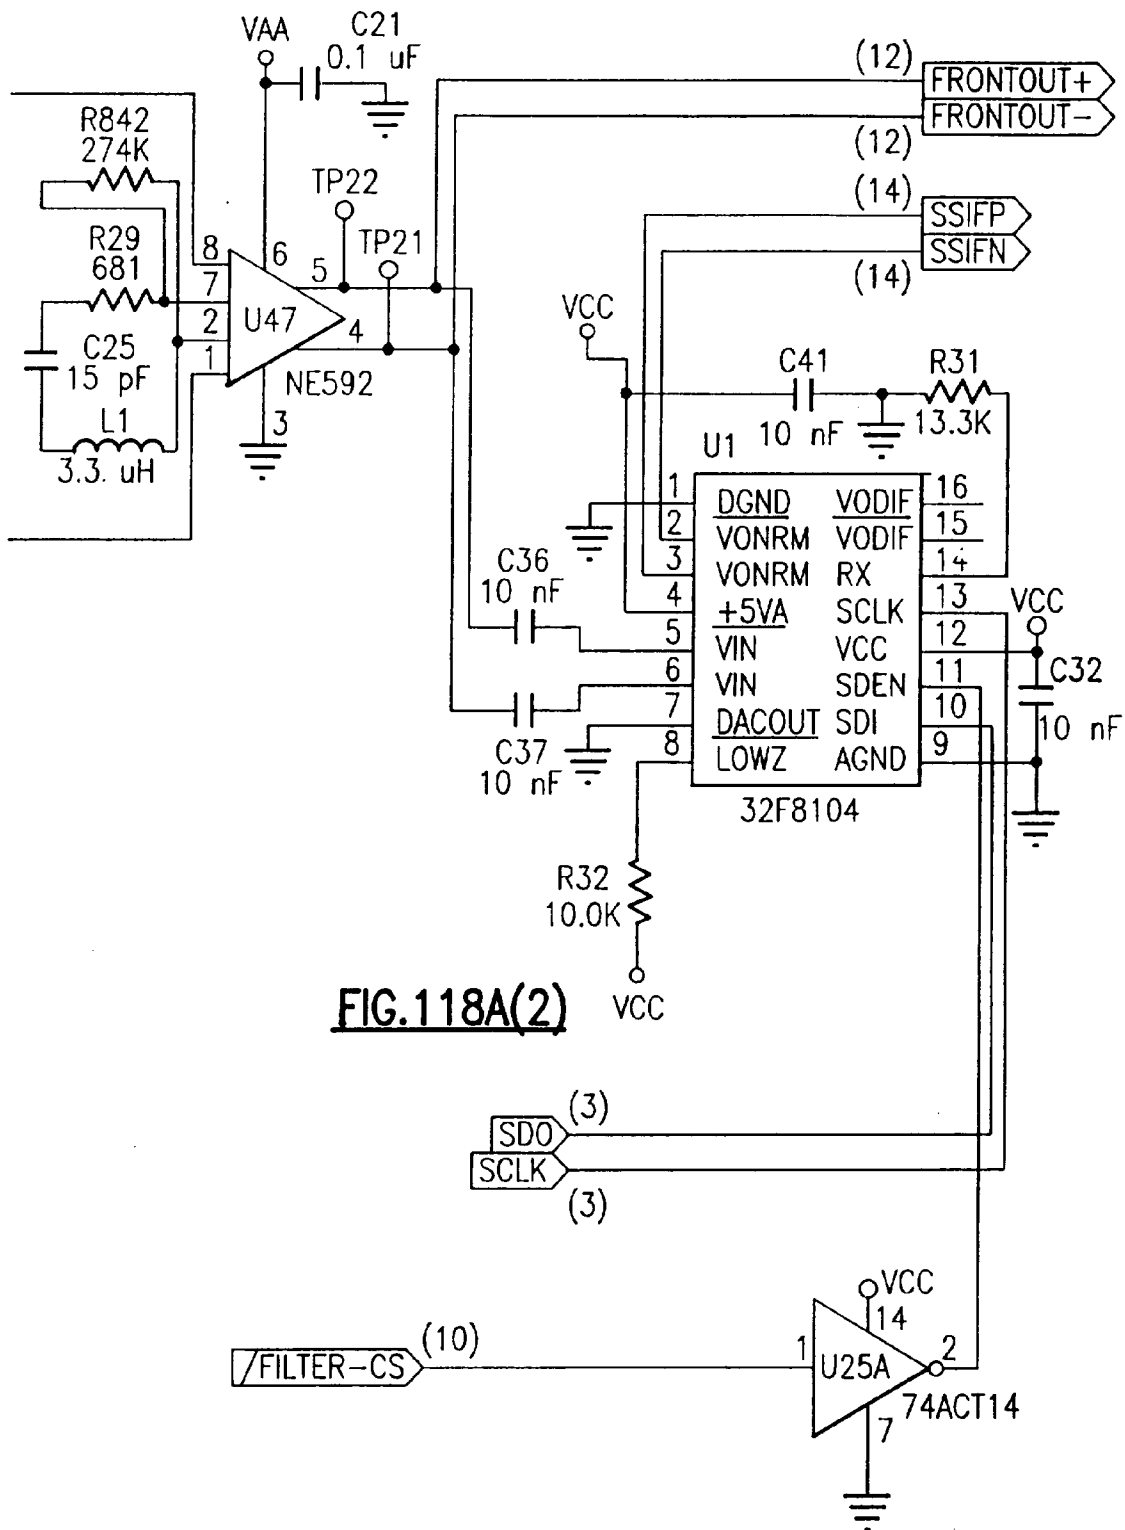 VAA
C21
0.1 uF
(12)
FRONTOUT+
FRONTOUT-
(12)
R842
274K
TP22
(14)
SSIFP
SSIFN
(14)
TP21
R29
681
8
7
2
1
6
5
4
3
U47
NE592
C25
15 pF
L1
3.3. uH
VCC
C41
10 nF
R31
13.3K
U1
1 DGND VODIF 16
2 VONRM VODIF 15
3 VONRM RX 14
4 +5VA SCLK 13
5 VIN VCC 12
6 VIN SDEN 11
7 DACOUT SDI 10
8 LOWZ AGND 9
32F8104
C36
10 nF
C37
10 nF
VCC
C32
10 nF
R32
10.0K
VCC
FIG.118A(2)
(3)
SDO
SCLK
(3)
VCC
14
/FILTER-CS
(10)
1
U25A
2
74ACT14
7